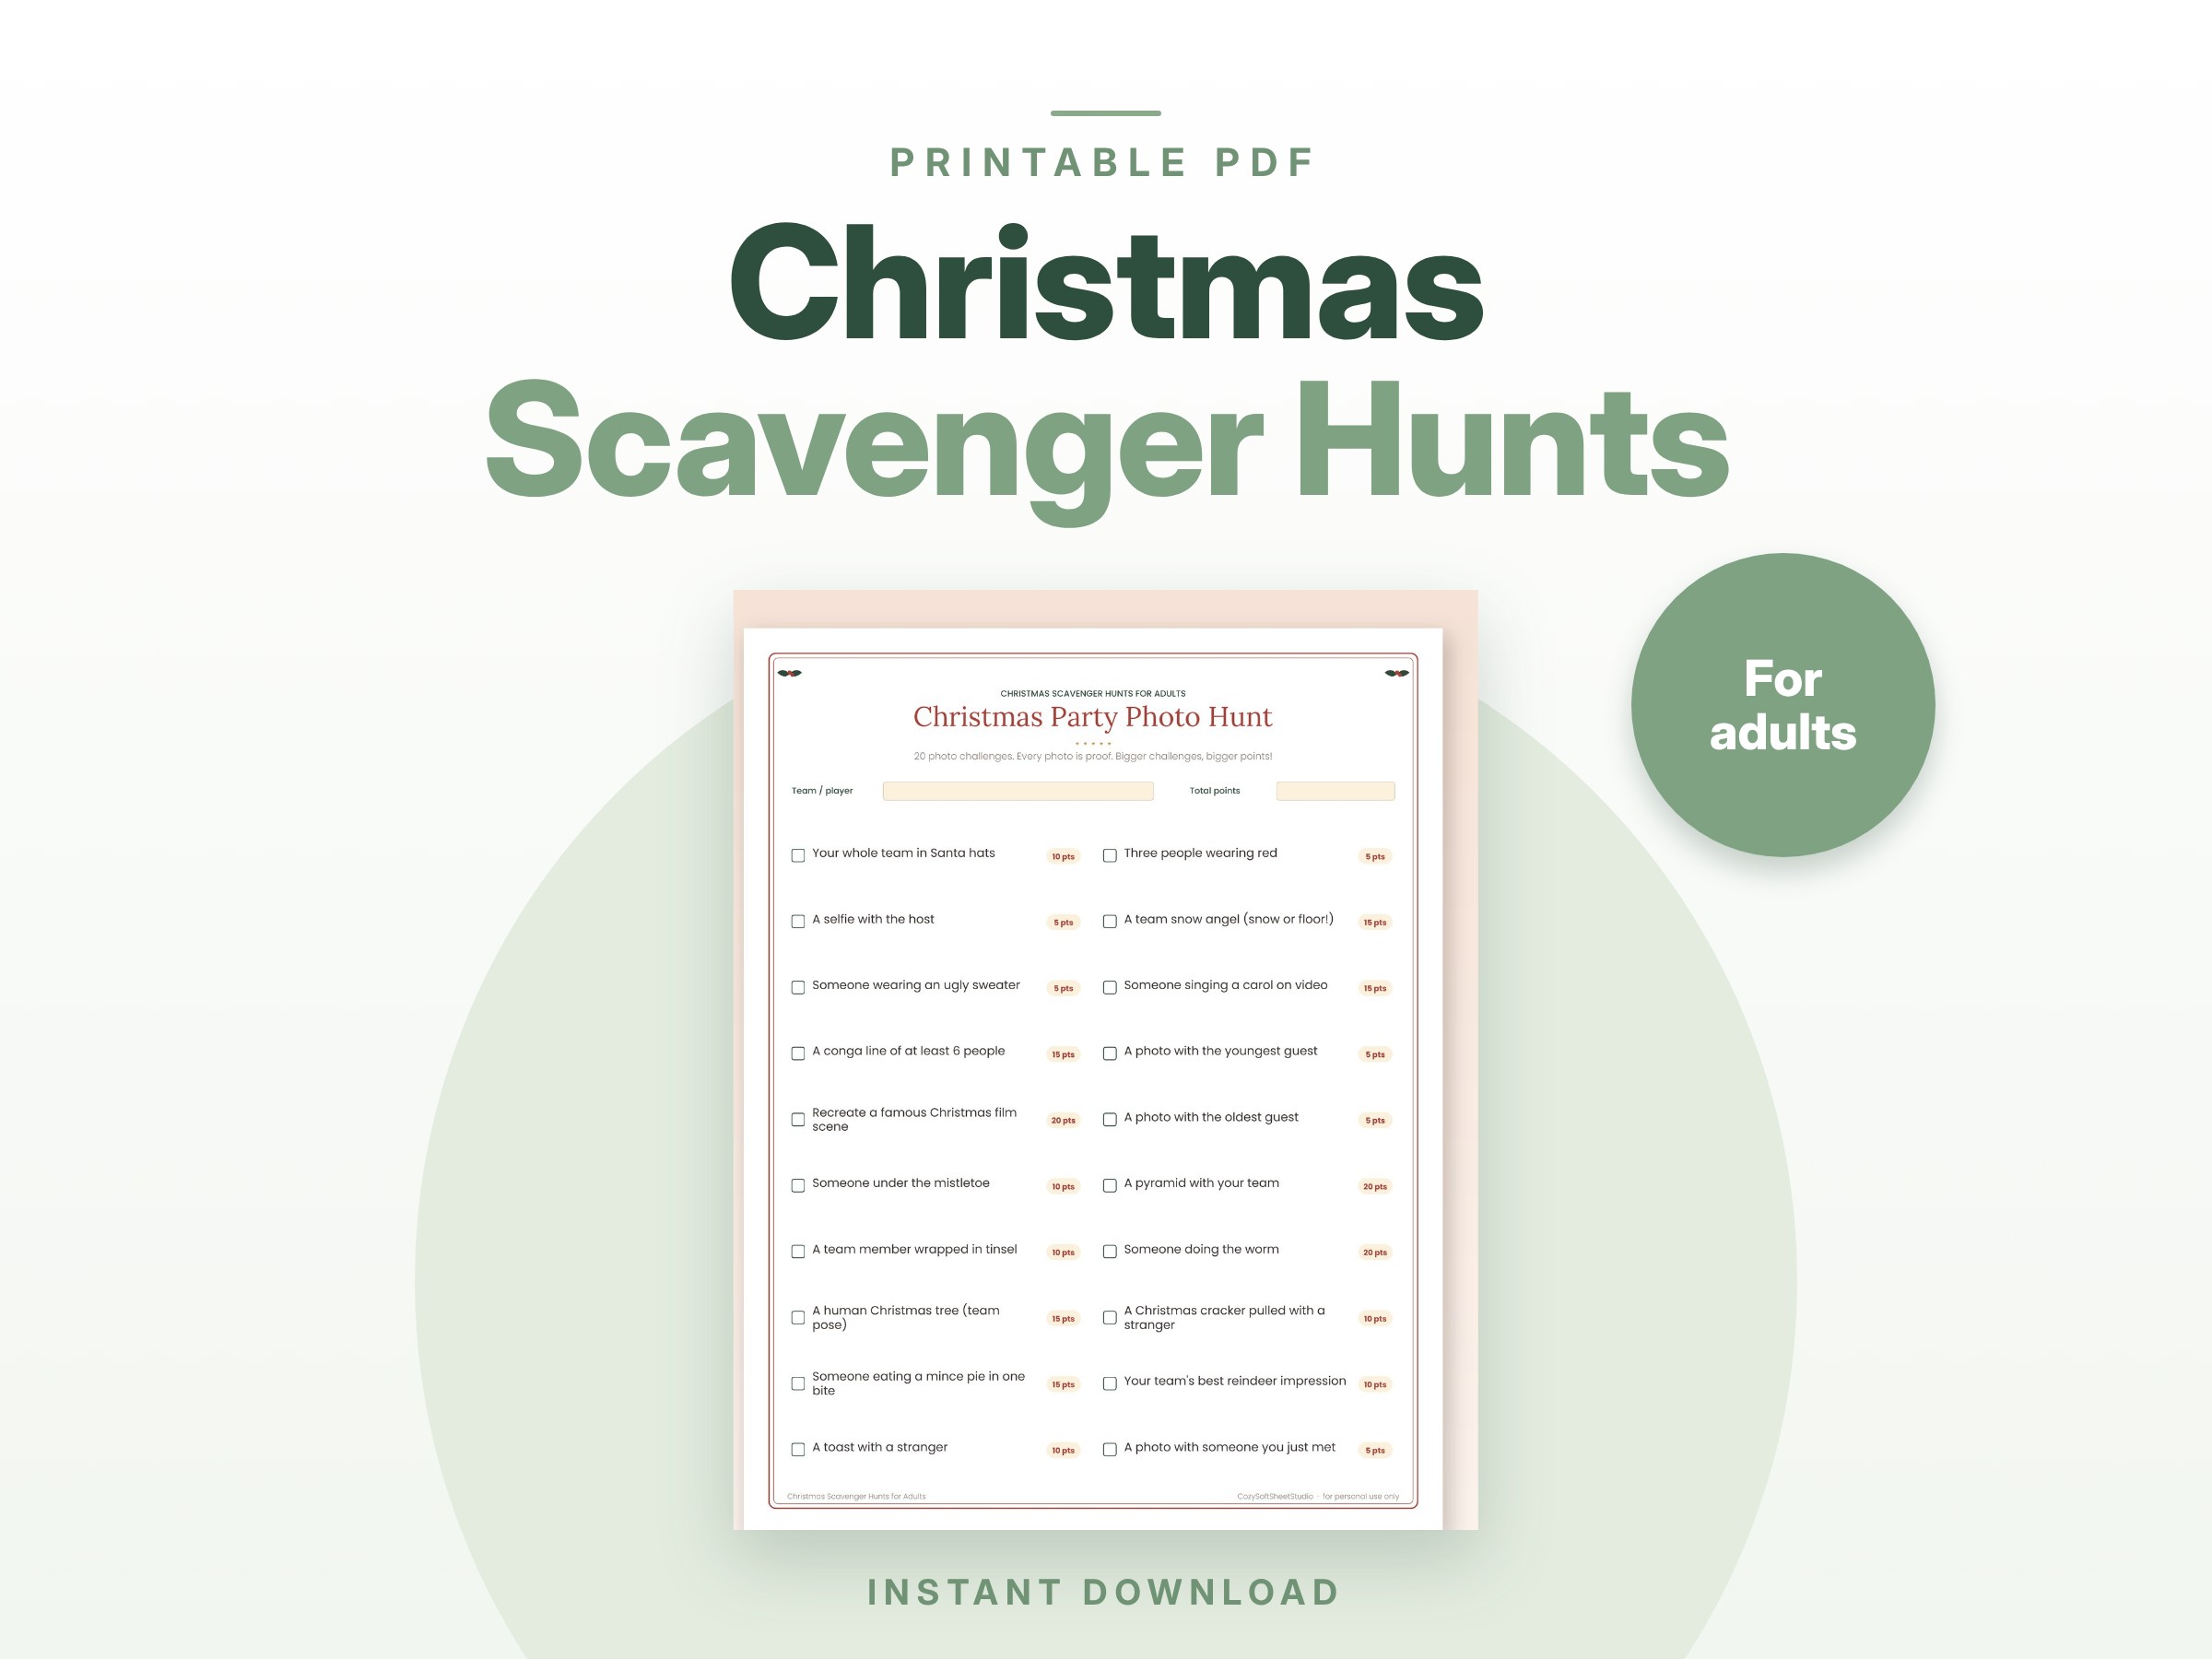 PRINTABLE PDF
Christmas
Scavenger Hunts
For
adults
CHRISTMAS SCAVENGER HUNTS FOR ADULTS
Christmas Party Photo Hunt
20 photo challenges. Every photo is proof. Bigger challenges, bigger points!
Team / player
Total points
Your whole team in Santa hats
10 pts
Three people wearing red
5 pts
A selfie with the host
5 pts
A team snow angel (snow or floor!)
15 pts
Someone wearing an ugly sweater
5 pts
Someone singing a carol on video
15 pts
A conga line of at least 6 people
15 pts
A photo with the youngest guest
5 pts
Recreate a famous Christmas film
scene
20 pts
A photo with the oldest guest
5 pts
Someone under the mistletoe
10 pts
A pyramid with your team
20 pts
A team member wrapped in tinsel
10 pts
Someone doing the worm
20 pts
A human Christmas tree (team
pose)
15 pts
A Christmas cracker pulled with a
stranger
10 pts
Someone eating a mince pie in one
bite
15 pts
Your team's best reindeer impression
10 pts
A toast with a stranger
10 pts
A photo with someone you just met
5 pts
Christmas Scavenger Hunts for Adults
CozySoftSheetStudio · for personal use only
INSTANT DOWNLOAD